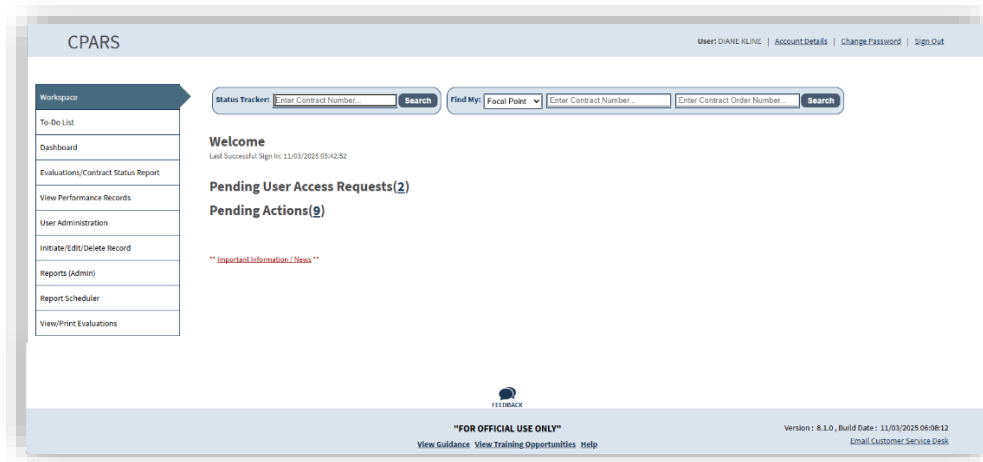 CPARS
User: DIANE KLINE | Account Details | Change Password | Sign Out
Workspace
To-Do List
Dashboard
Evaluations/Contract Status Report
View Performance Records
User Administration
Initiate/Edit/Delete Record
Reports (Admin)
Report Scheduler
View/Print Evaluations
Status Tracker: Enter Contract Number... Search
Find My: Focal Point Enter Contract Number... Enter Contract Order Number... Search
Welcome
Last Successful Sign In: 11/03/2025 05:42:52
Pending User Access Requests(2)
Pending Actions(9)
** Important Information / News **
FEEDBACK
"FOR OFFICIAL USE ONLY"
View Guidance View Training Opportunities Help
Version : 8.1.0 , Build Date : 11/03/2025 06:08:12
Email Customer Service Desk